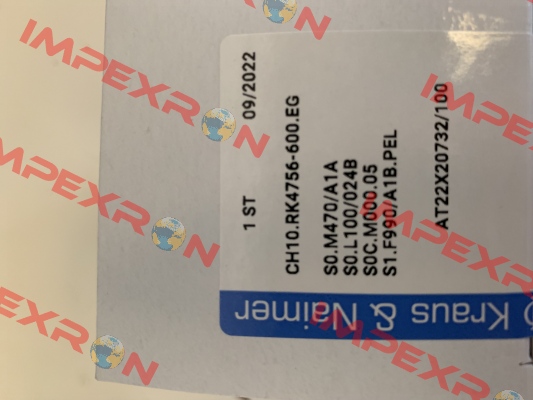 1 ST 09/2022
CH10.RK4756-600.EG
S0.M470/A1A
S0.L100/024B
S0C.M000.05
S1.F990/A1B.PEL
AT22X20732/100
Kraus & Naimer
IMPEXRON
IMPEXRON
IMPEXRON
IMPEXRON